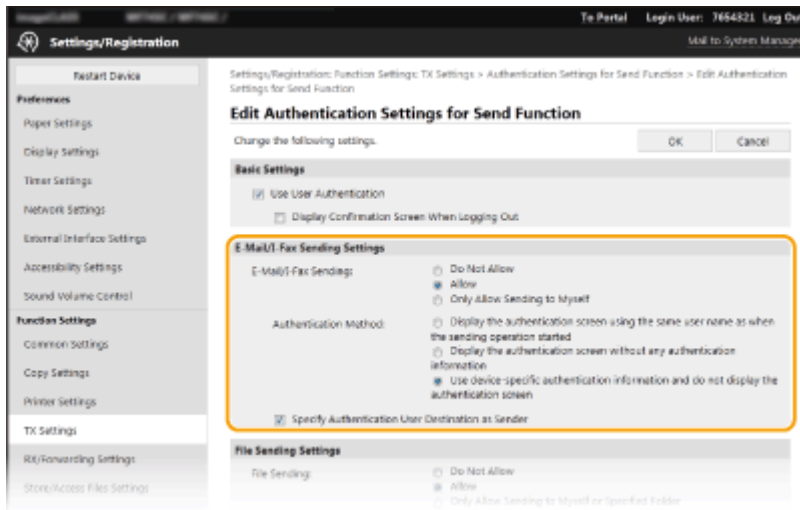 To Portal Login User: 7654321 Log Out
Settings/Registration
Mail to System Manager
Restart Device
Preferences
Paper Settings
Display Settings
Timer Settings
Network Settings
External Interface Settings
Accessibility Settings
Sound Volume Control
Function Settings
Common Settings
Copy Settings
Printer Settings
TX Settings
RX/Forwarding Settings
Store/Access Files Settings
Settings/Registration: Function Settings: TX Settings > Authentication Settings for Send Function > Edit Authentication
Settings for Send Function
Edit Authentication Settings for Send Function
Change the following settings.
OK
Cancel
Basic Settings
Use User Authentication
Display Confirmation Screen When Logging Out
E-Mail/I-Fax Sending Settings
E-Mail/I-Fax Sending:
Do Not Allow
Allow
Only Allow Sending to Myself
Authentication Method:
Display the authentication screen using the same user name as when
the sending operation started
Display the authentication screen without any authentication
information
Use device-specific authentication information and do not display the
authentication screen
Specify Authentication User Destination as Sender
File Sending Settings
File Sending:
Do Not Allow
Allow
Only Allow Sending to Myself or Specified Folder